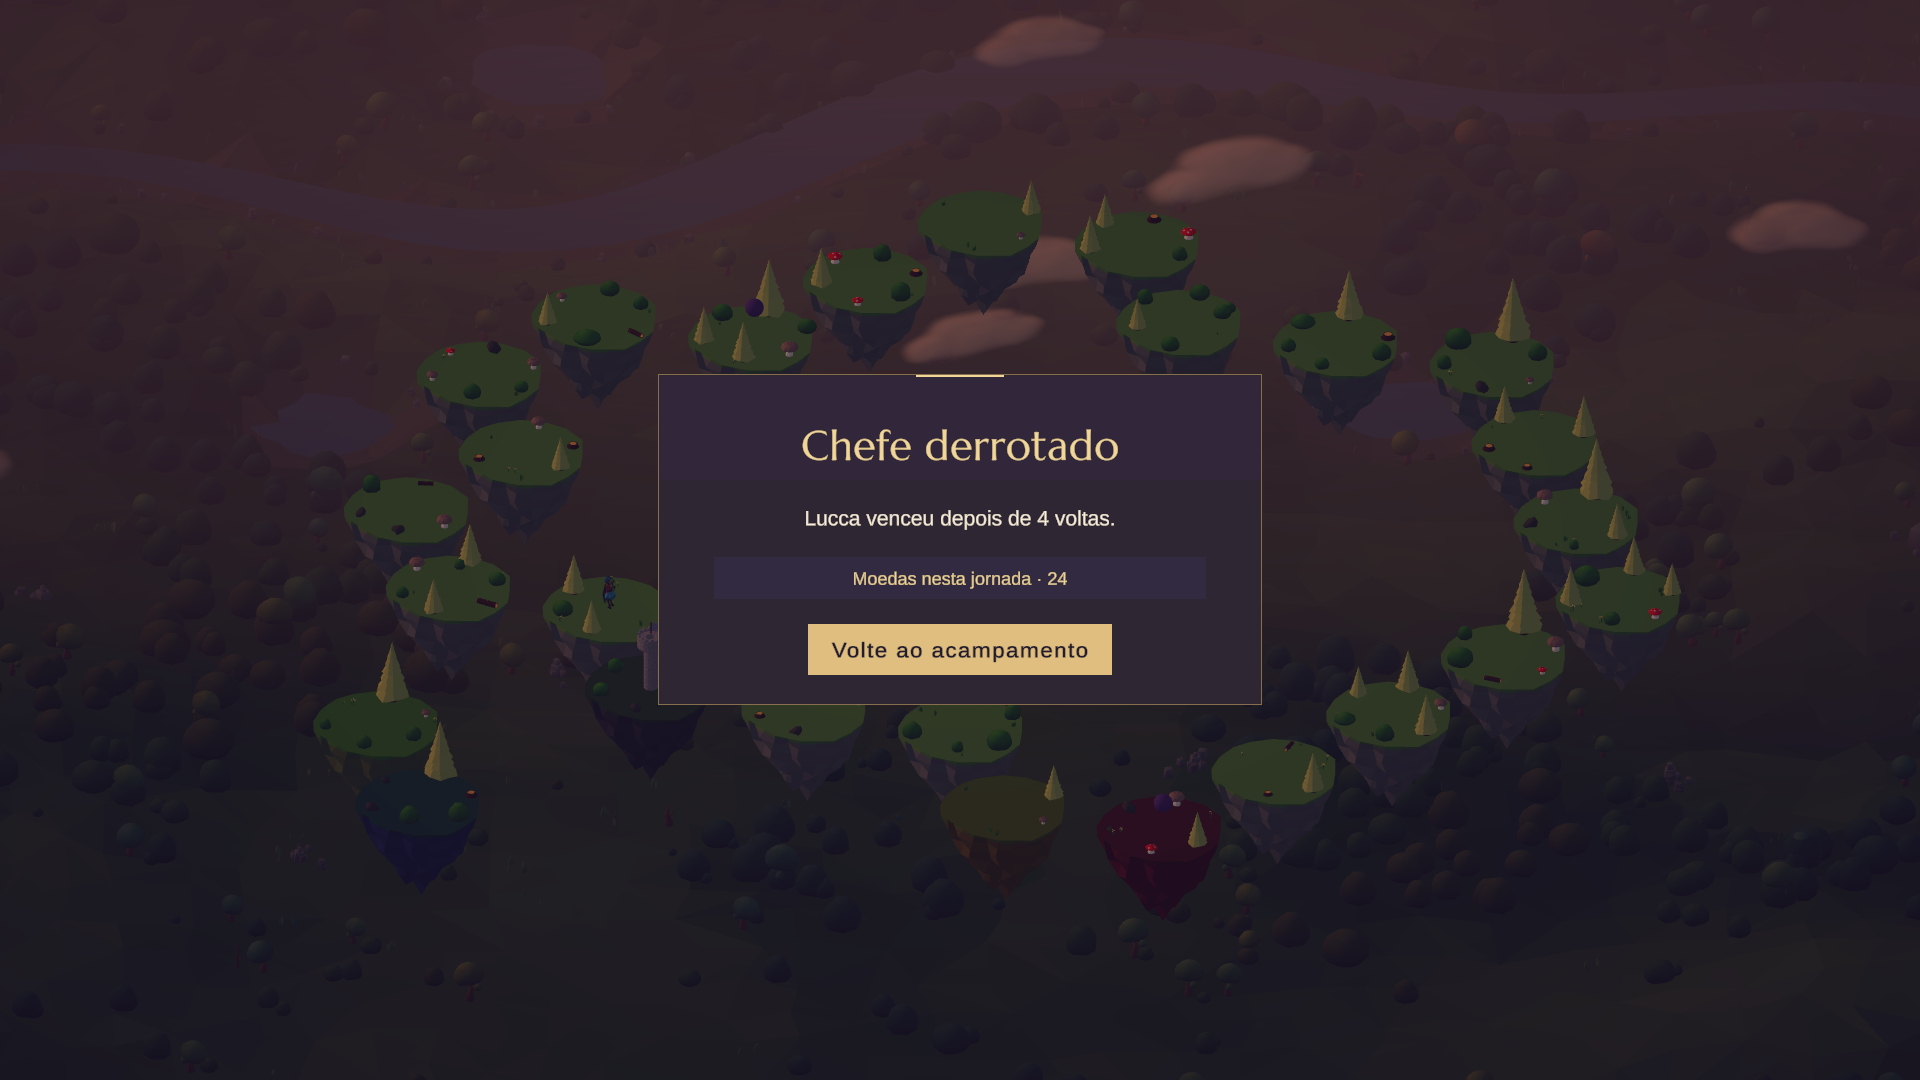 Chefe derrotado
Lucca venceu depois de 4 voltas.
Moedas nesta jornada · 24
Volte ao acampamento